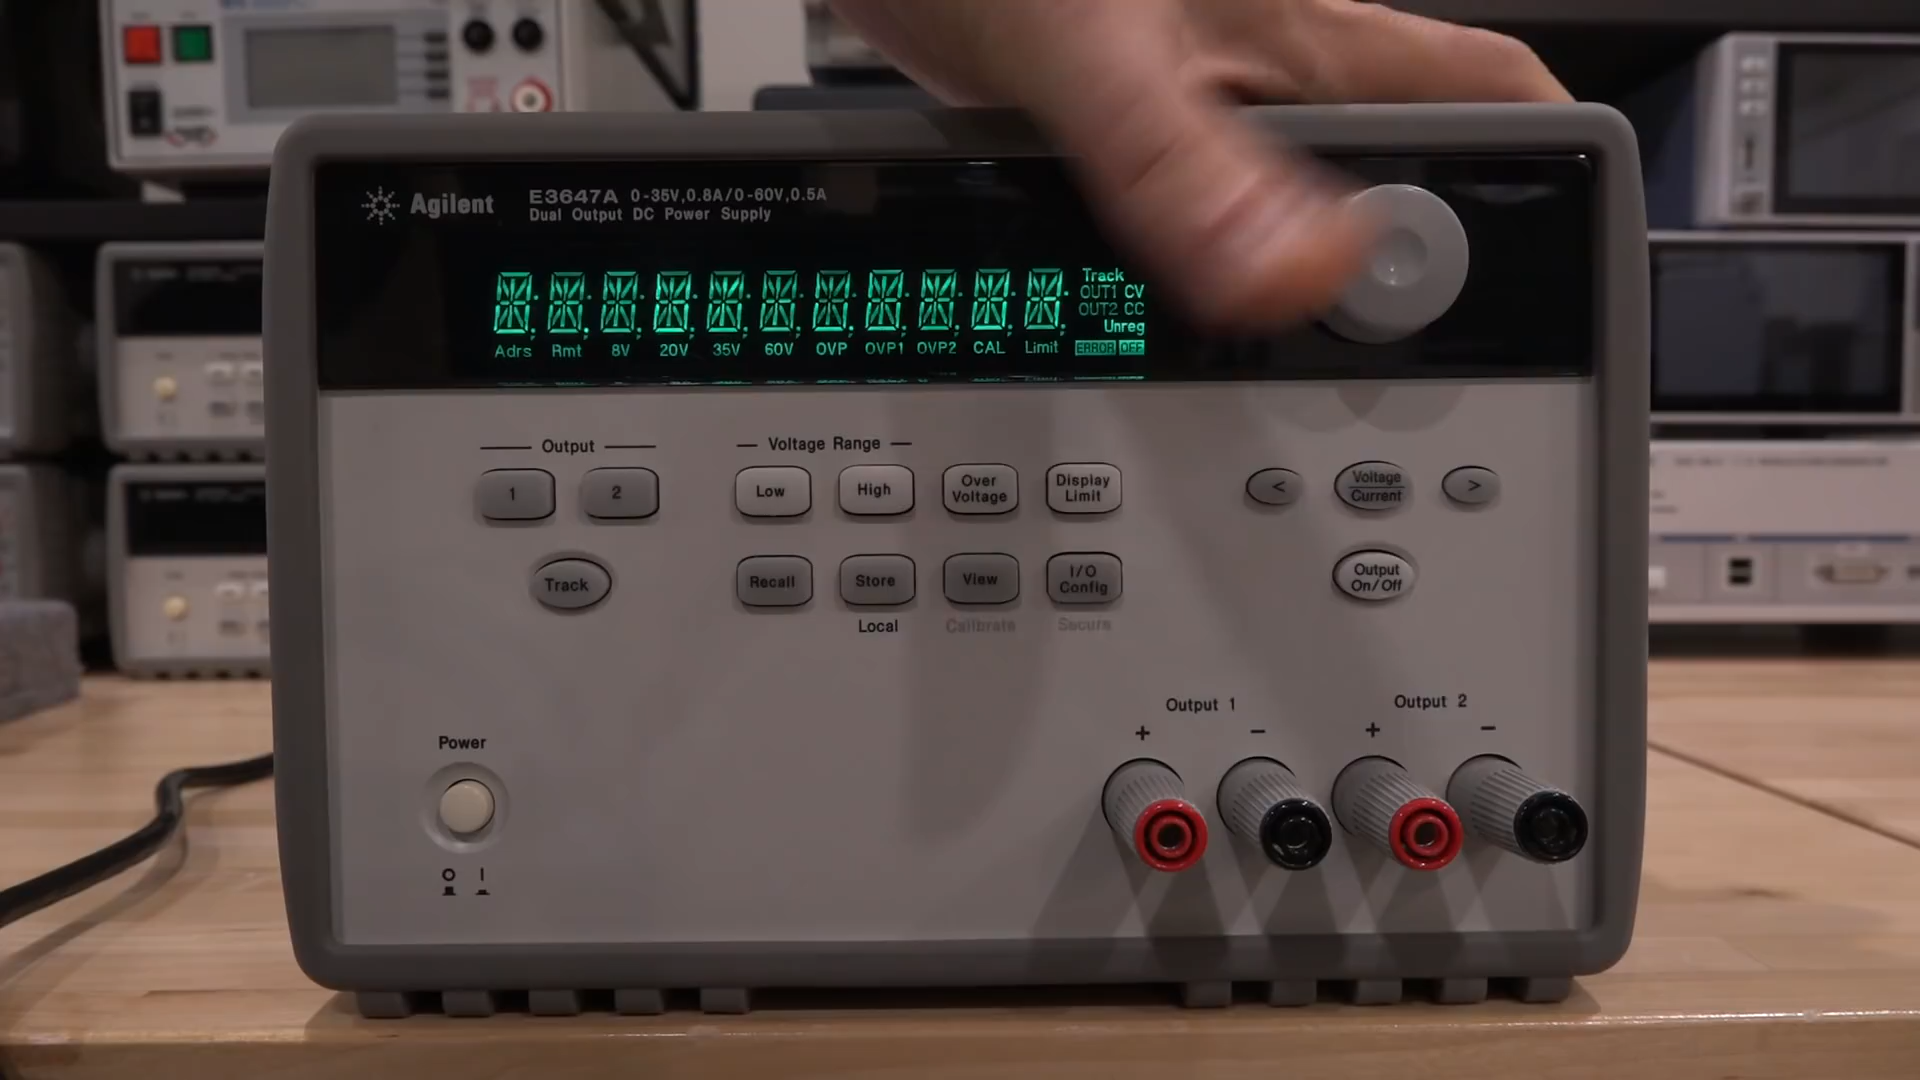 Agilent
E3647A 0-35V,0.8A/0-60V,0.5A
Dual Output DC Power Supply
Track
OUT1 CV
OUT2 CC
Unreg
Adrs Rmt 8V 20V 35V 60V OVP OVP1 OVP2 CAL Limit ERROR OFF
Output
Voltage Range
1 2
Low High
Over Voltage
Display Limit
<
Voltage
Current
>
Track
Recall
Store
View
I/O Config
Output On/Off
Local
Calibrate
Secure
Output 1
Output 2
+ - + -
Power
O I